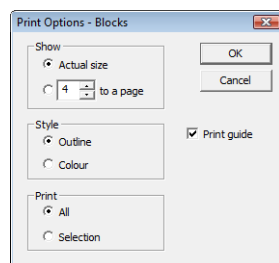 Print Options - Blocks
Show
Actual size
4 to a page
Style
Outline
Colour
Print
All
Selection
OK
Cancel
Print guide